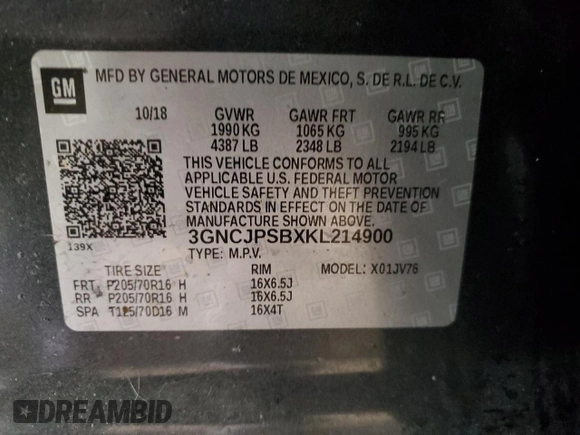 GM
MFD BY GENERAL MOTORS DE MEXICO, S. DE R.L. DE C.V.
10/18 GVWR GAWR FRT GAWR RR
1990 KG 1065 KG 995 KG
4387 LB 2348 LB 2194 LB
THIS VEHICLE CONFORMS TO ALL
APPLICABLE U.S. FEDERAL MOTOR
VEHICLE SAFETY AND THEFT PREVENTION
STANDARDS IN EFFECT ON THE DATE OF
MANUFACTURE SHOWN ABOVE.
139X
3GNCJPSBXKL214900
TYPE: M.P.V.
TIRE SIZE RIM MODEL: X01JV76
FRT P205/70R16 H 16X6.5J
RR P205/70R16 H 16X6.5J
SPA T125/70D16 M 16X4T
DREAMBID